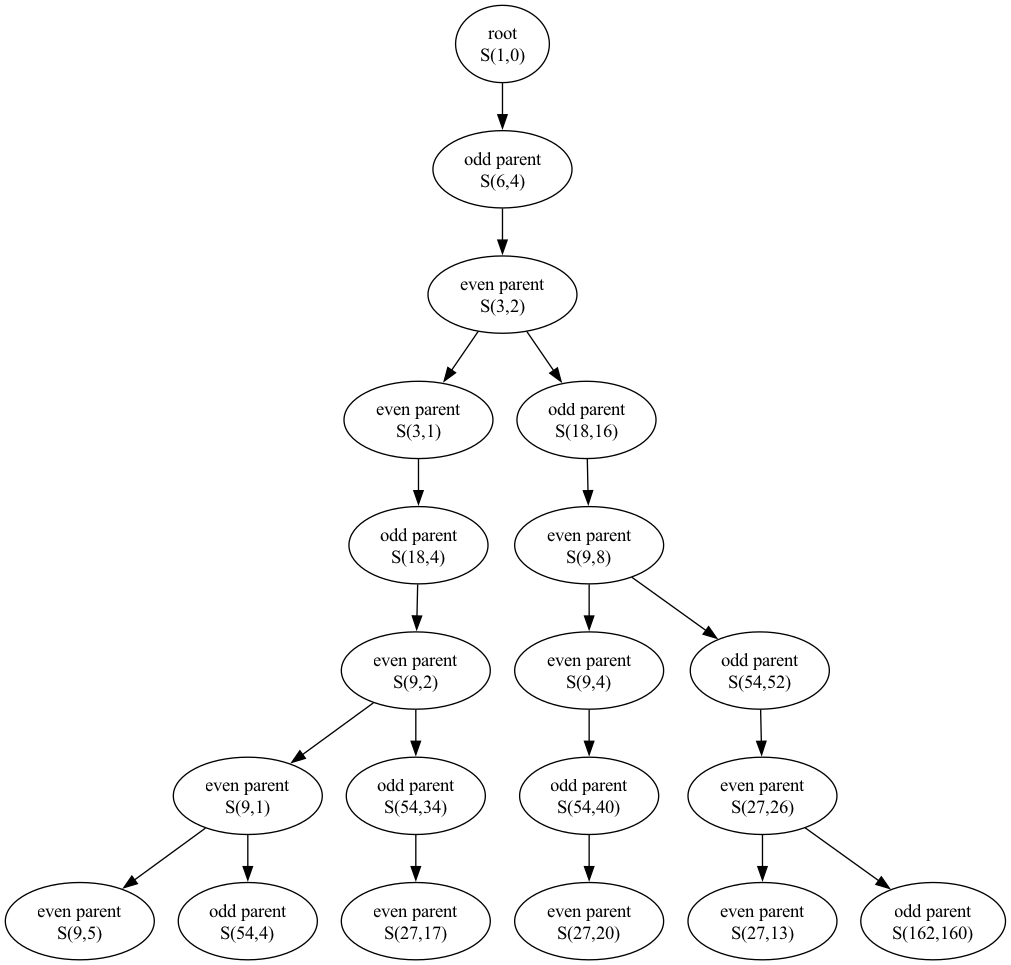 root
S(1,0)
odd parent
S(6,4)
even parent
S(3,2)
even parent
S(3,1)
odd parent
S(18,16)
odd parent
S(18,4)
even parent
S(9,8)
even parent
S(9,2)
even parent
S(9,4)
odd parent
S(54,52)
even parent
S(9,1)
odd parent
S(54,34)
odd parent
S(54,40)
even parent
S(27,26)
even parent
S(9,5)
odd parent
S(54,4)
even parent
S(27,17)
even parent
S(27,20)
even parent
S(27,13)
odd parent
S(162,160)